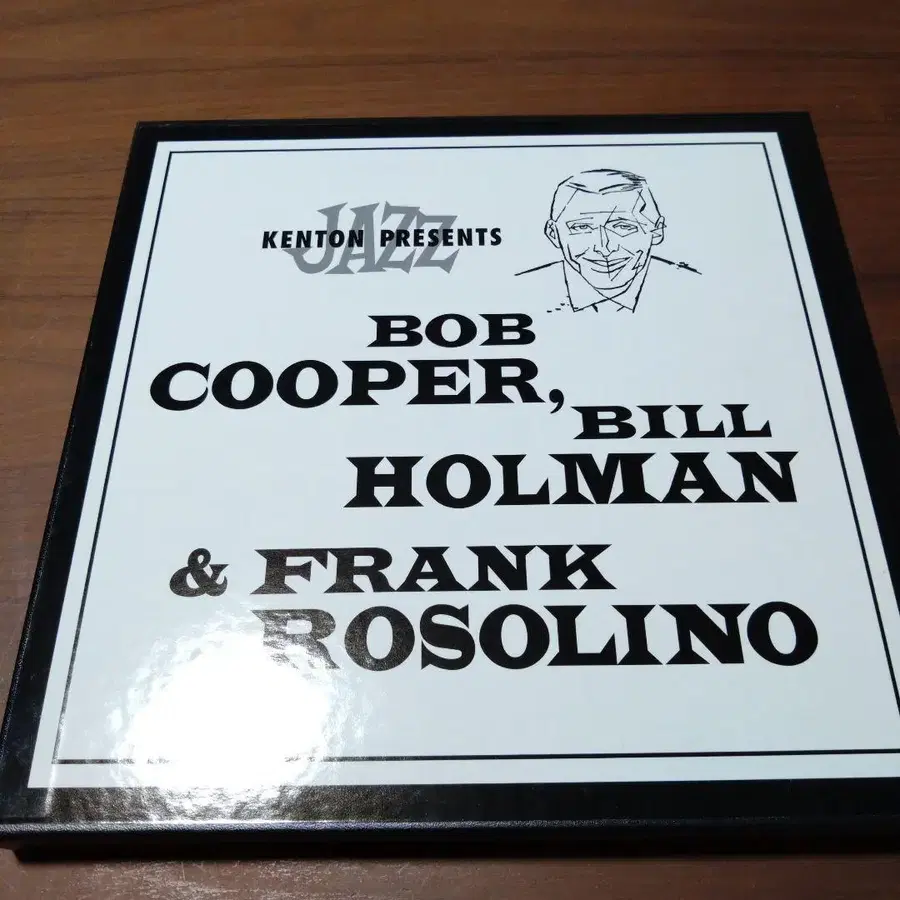 KENTON PRESENTS
JAZZ
BOB
COOPER,
BILL
HOLMAN
& FRANK
ROSOLINO